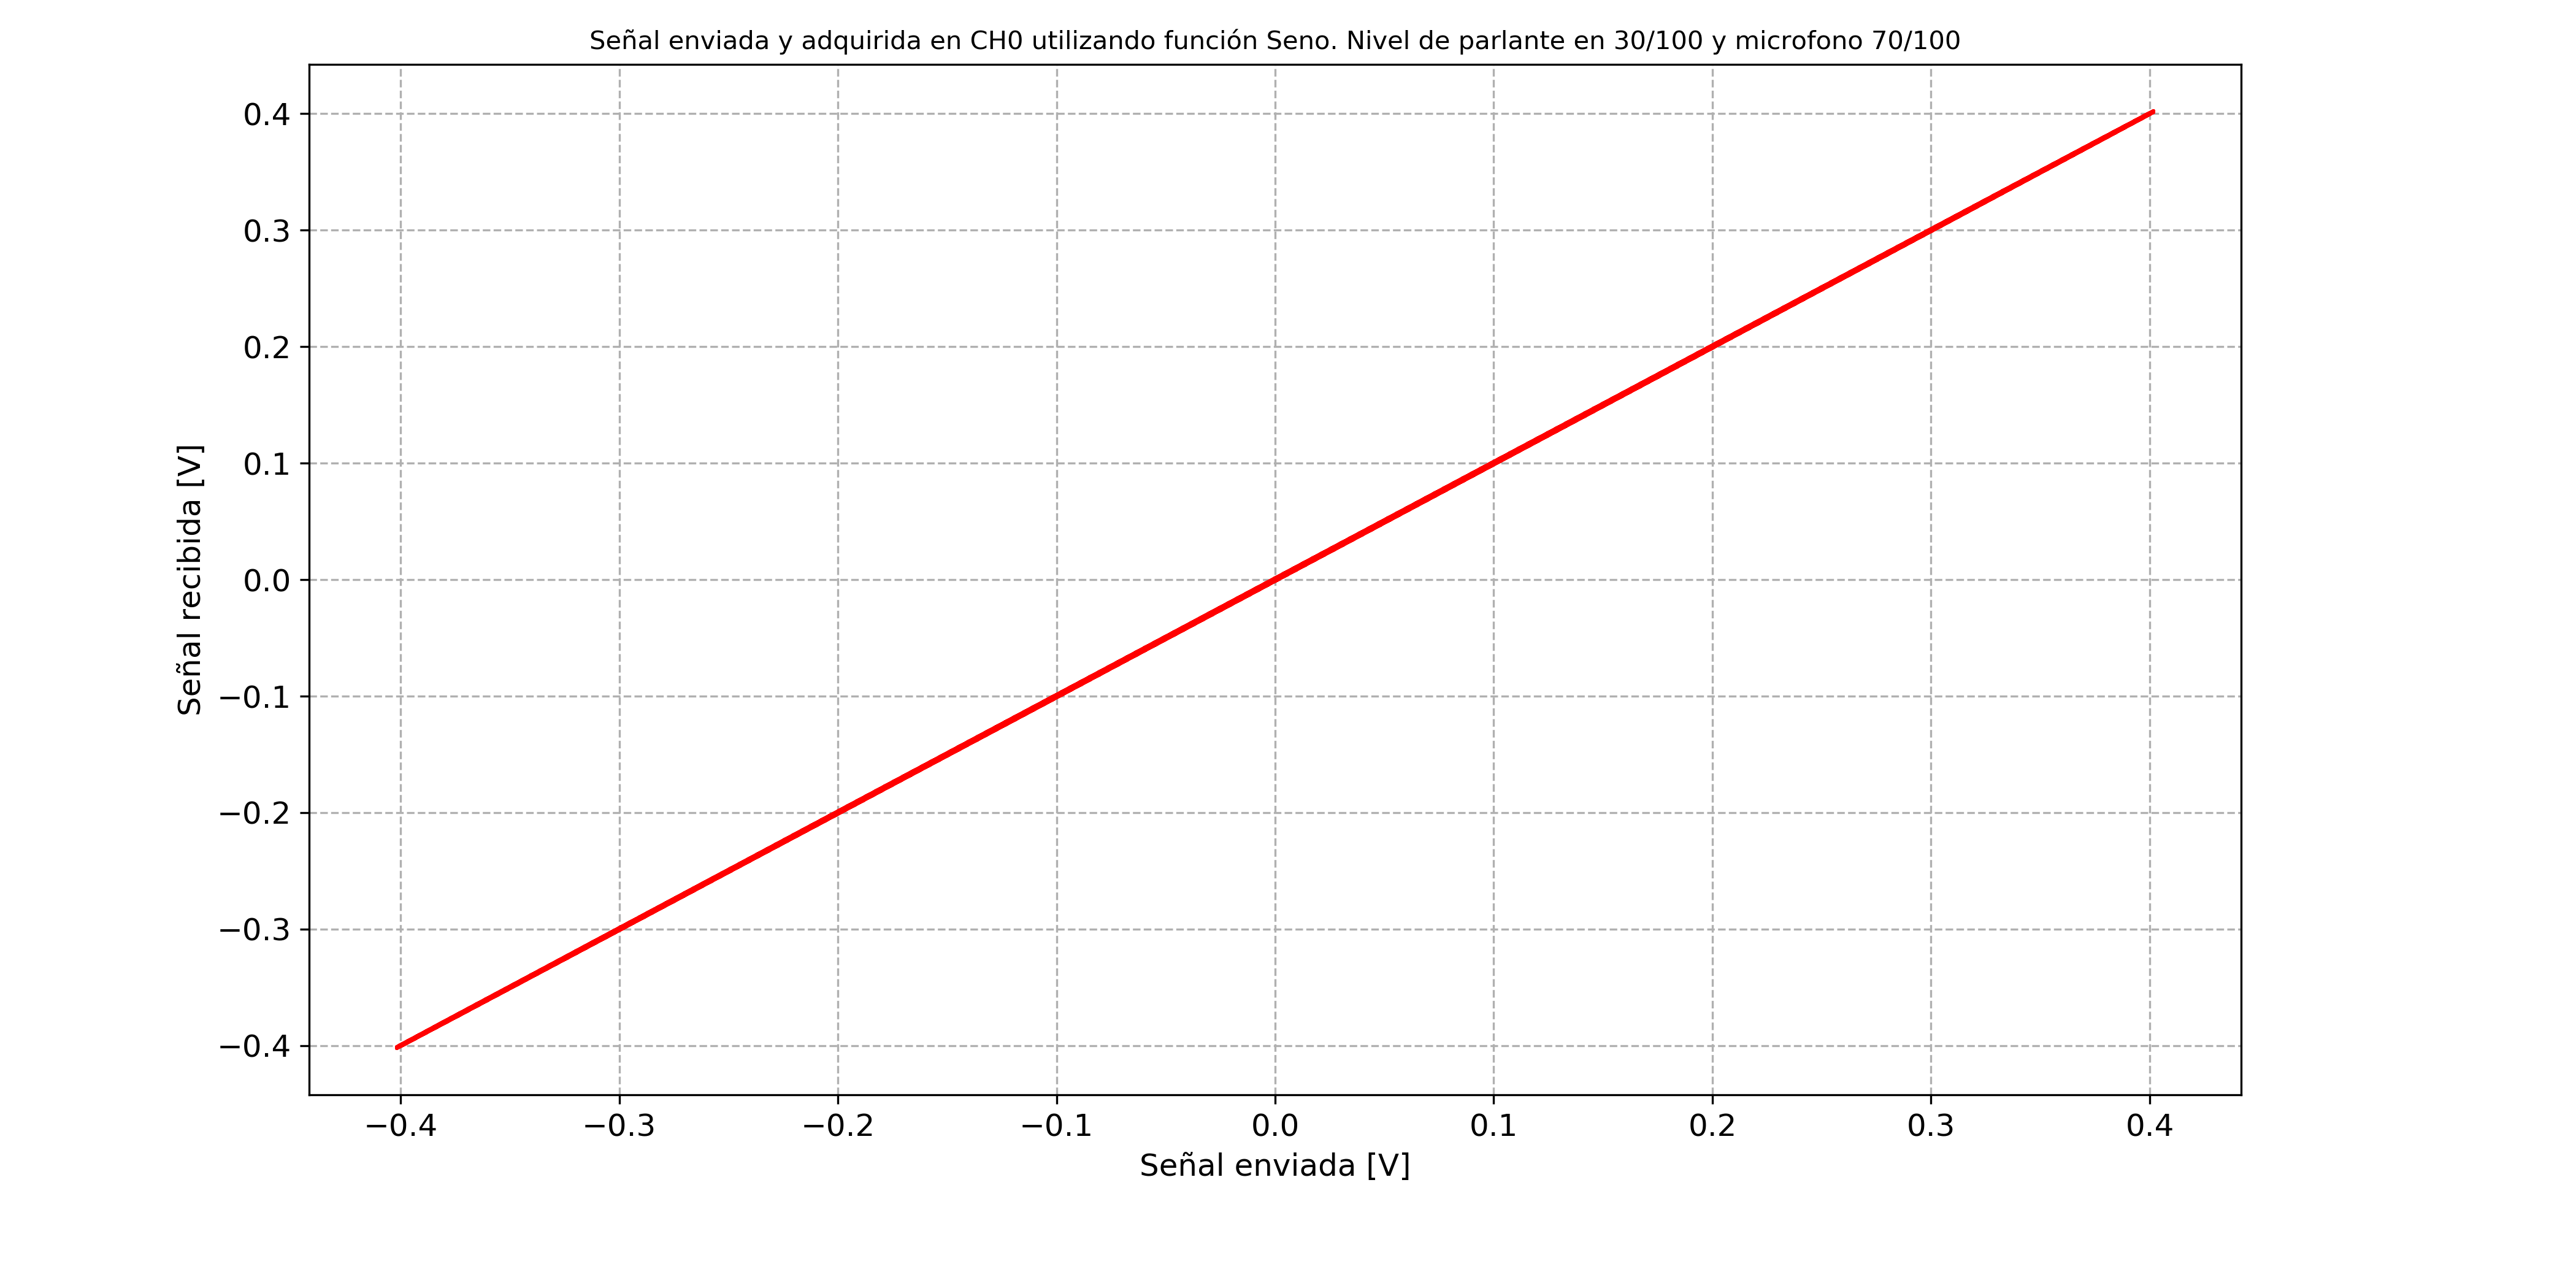 Señal enviada y adquirida en CH0 utilizando función Seno. Nivel de parlante en 30/100 y microfono 70/100
Señal recibida [V]
0.4
0.3
0.2
0.1
0.0
−0.1
−0.2
−0.3
−0.4
−0.4 −0.3 −0.2 −0.1 0.0 0.1 0.2 0.3 0.4
Señal enviada [V]